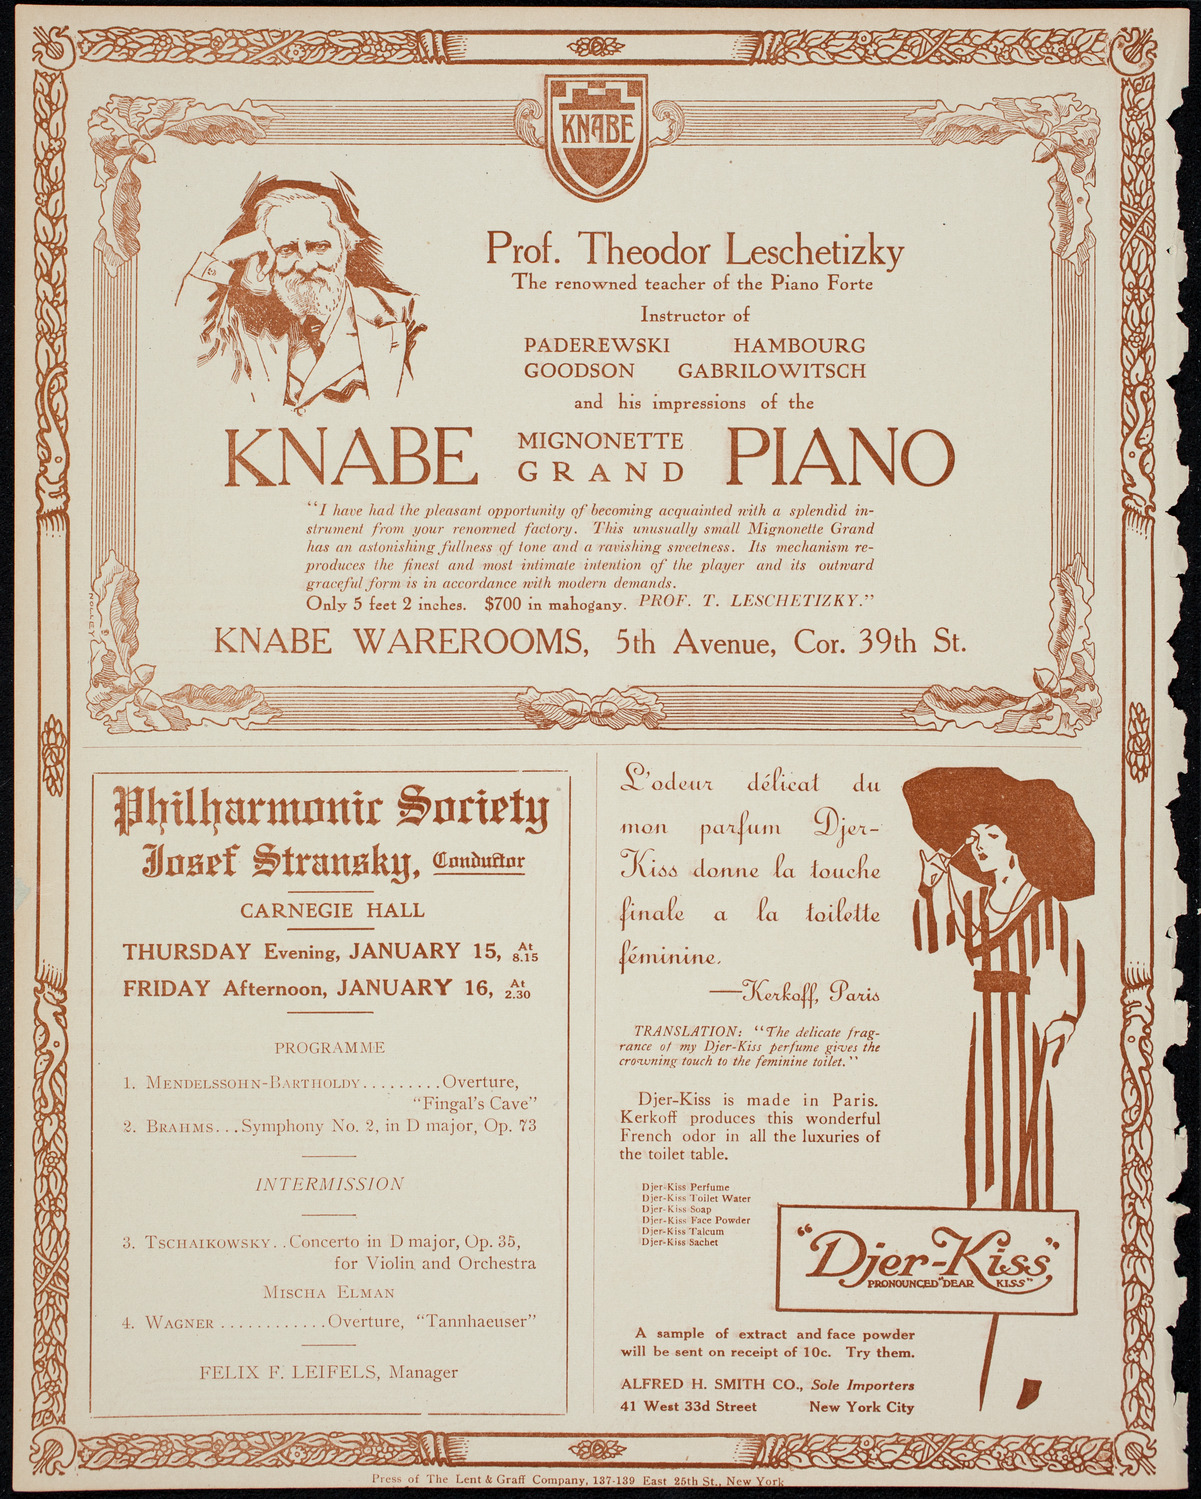 KNABE
Prof. Theodor Leschetizky
The renowned teacher of the Piano Forte
Instructor of
PADEREWSKI HAMBOURG
GOODSON GABRILOWITSCH
and his impressions of the
KNABE MIGNONETTE GRAND PIANO
“I have had the pleasant opportunity of becoming acquainted with a splendid in-
strument from your renowned factory. This unusually small Mignonette Grand
has an astonishing fullness of tone and a ravishing sweetness. Its mechanism re-
produces the finest and most intimate intention of the player and its outward
graceful form is in accordance with modern demands.
Only 5 feet 2 inches. $700 in mahogany. PROF. T. LESCHETIZKY.”
KNABE WAREROOMS, 5th Avenue, Cor. 39th St.
NOLLEY
Philharmonic Society
Josef Stransky, Conductor
CARNEGIE HALL
THURSDAY Evening, JANUARY 15, At 8.15
FRIDAY Afternoon, JANUARY 16, At 2.30
PROGRAMME
1. MENDELSSOHN-BARTHOLDY.........Overture,
“Fingal's Cave”
2. BRAHMS...Symphony No. 2, in D major, Op. 73
INTERMISSION
3. TSCHAIKOWSKY..Concerto in D major, Op. 35,
for Violin and Orchestra
MISCHA ELMAN
4. WAGNER ............Overture, “Tannhaeuser”
FELIX F. LEIFELS, Manager
L'odeur délicat du
mon parfum Djer-
Kiss donne la touche
finale a la toilette
féminine.
—Kerkoff, Paris
TRANSLATION: “The delicate frag-
rance of my Djer-Kiss perfume gives the
crowning touch to the feminine toilet.”
Djer-Kiss is made in Paris.
Kerkoff produces this wonderful
French odor in all the luxuries of
the toilet table.
Djer-Kiss Perfume
Djer-Kiss Toilet Water
Djer-Kiss Soap
Djer-Kiss Face Powder
Djer-Kiss Talcum
Djer-Kiss Sachet
“Djer-Kiss”
PRONOUNCED “DEAR KISS”
A sample of extract and face powder
will be sent on receipt of 10c. Try them.
ALFRED H. SMITH CO., Sole Importers
41 West 33d Street New York City
Press of The Lent & Graff Company, 137-139 East 25th St., New York